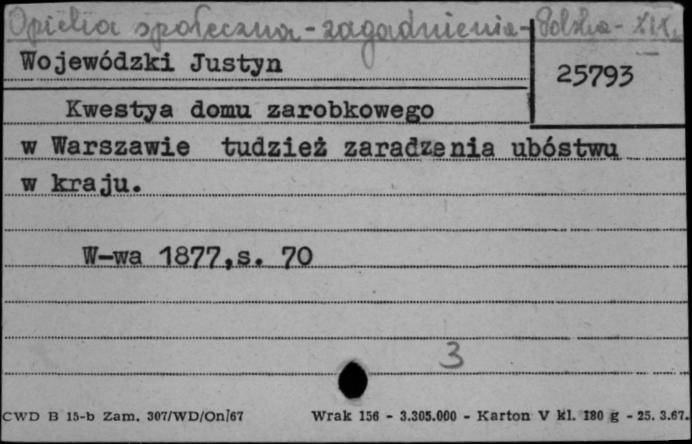 Opieka społeczna - zagadnienia - Polska - XIX
Wojewódzki Justyn
25793
Kwestya domu zarobkowego
w Warszawie tudzież zaradzenia ubóstwu
w kraju.
W-wa 1877,s. 70
3
CWD B 15-b Zam. 307/WD/On/67 Wrak 156 - 3.305.000 - Karton V kl. 180 g - 25. 3.67.